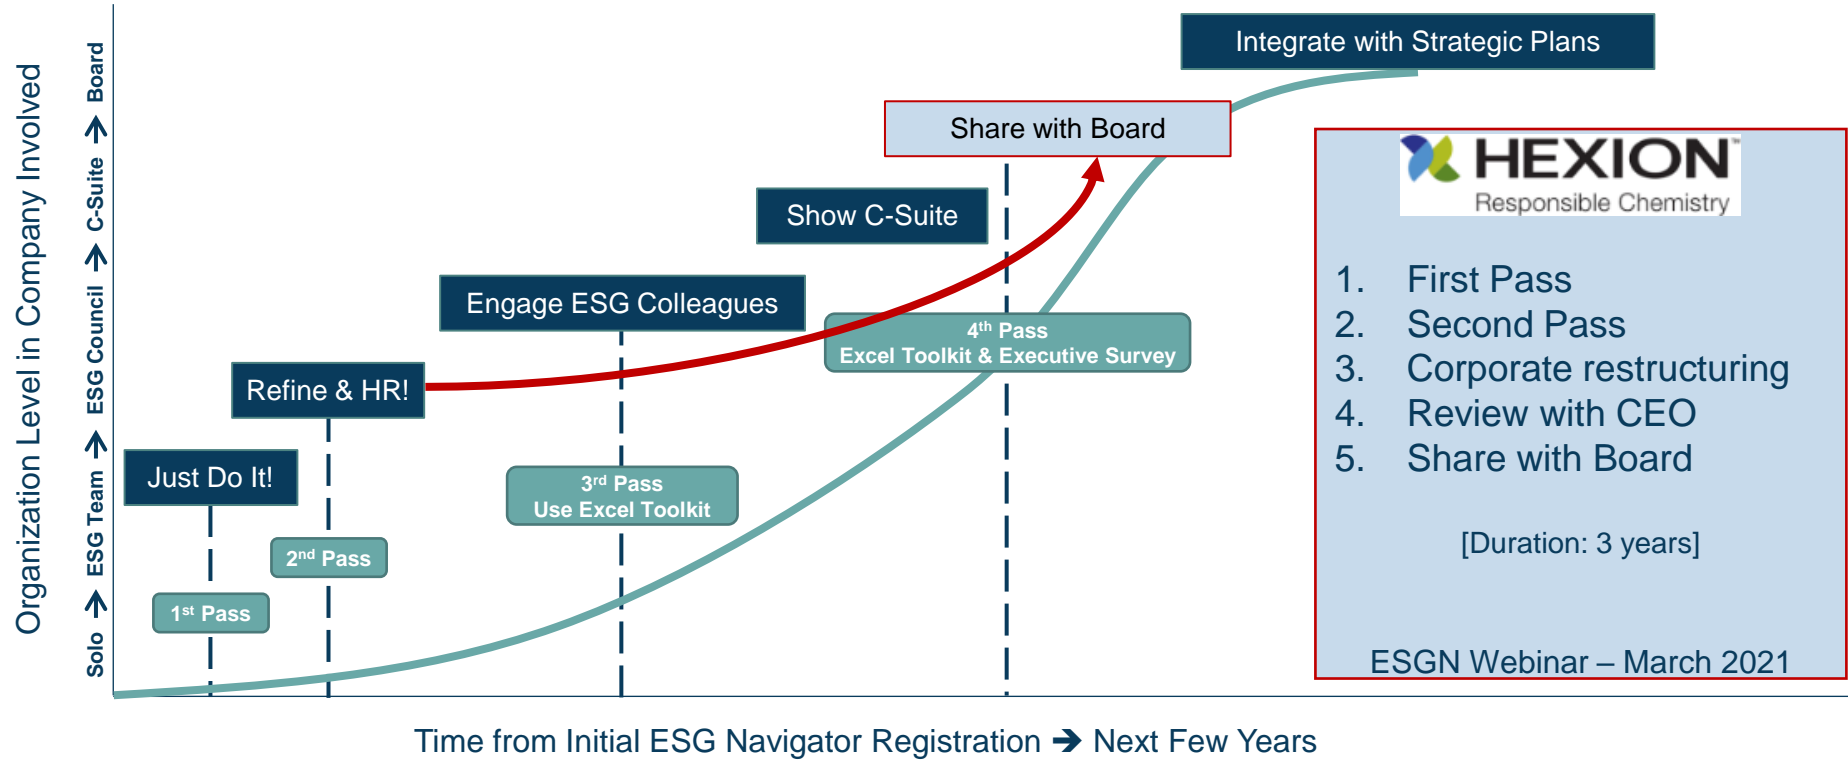 Organization Level in Company Involved
Solo → ESG Team → ESG Council → C-Suite → Board
Integrate with Strategic Plans
Share with Board
Show C-Suite
Engage ESG Colleagues
Refine & HR!
Just Do It!
4th Pass
Excel Toolkit & Executive Survey
3rd Pass
Use Excel Toolkit
2nd Pass
1st Pass
HEXION™
Responsible Chemistry
1. First Pass
2. Second Pass
3. Corporate restructuring
4. Review with CEO
5. Share with Board
[Duration: 3 years]
ESGN Webinar – March 2021
Time from Initial ESG Navigator Registration → Next Few Years